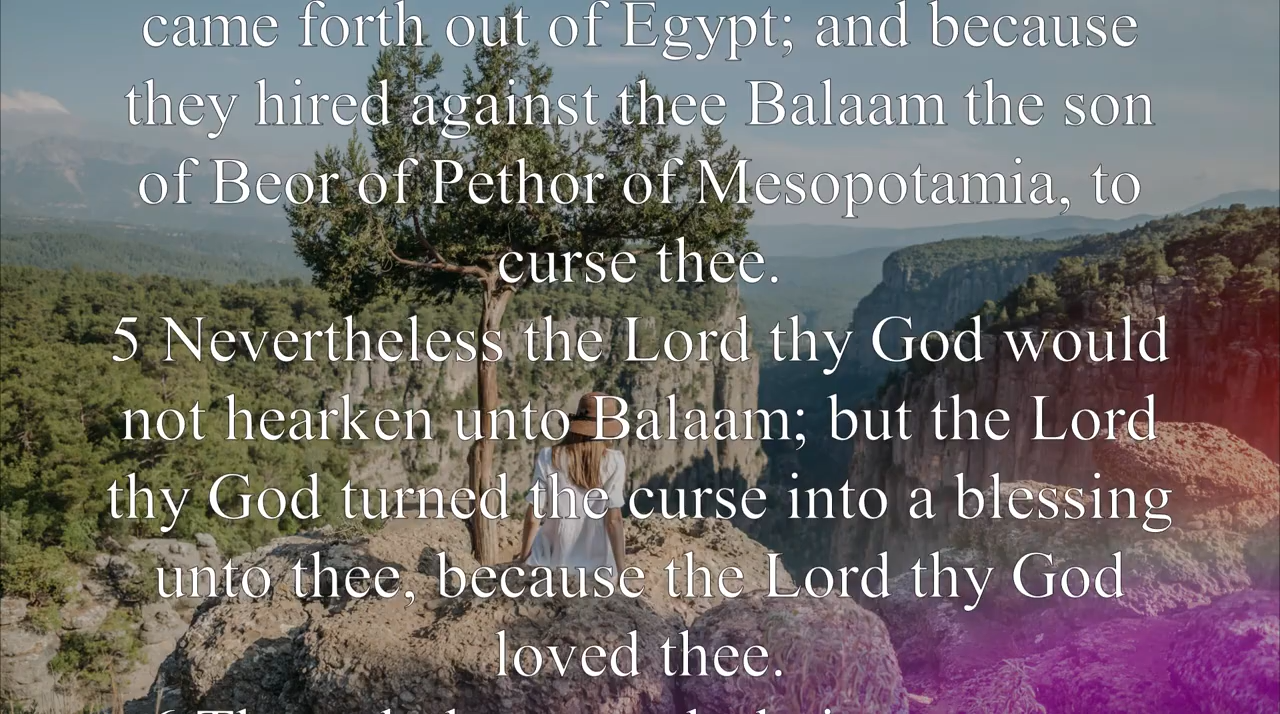 came forth out of Egypt; and because
they hired against thee Balaam the son
of Beor of Pethor of Mesopotamia, to
curse thee.
5 Nevertheless the Lord thy God would
not hearken unto Balaam; but the Lord
thy God turned the curse into a blessing
unto thee, because the Lord thy God
loved thee.